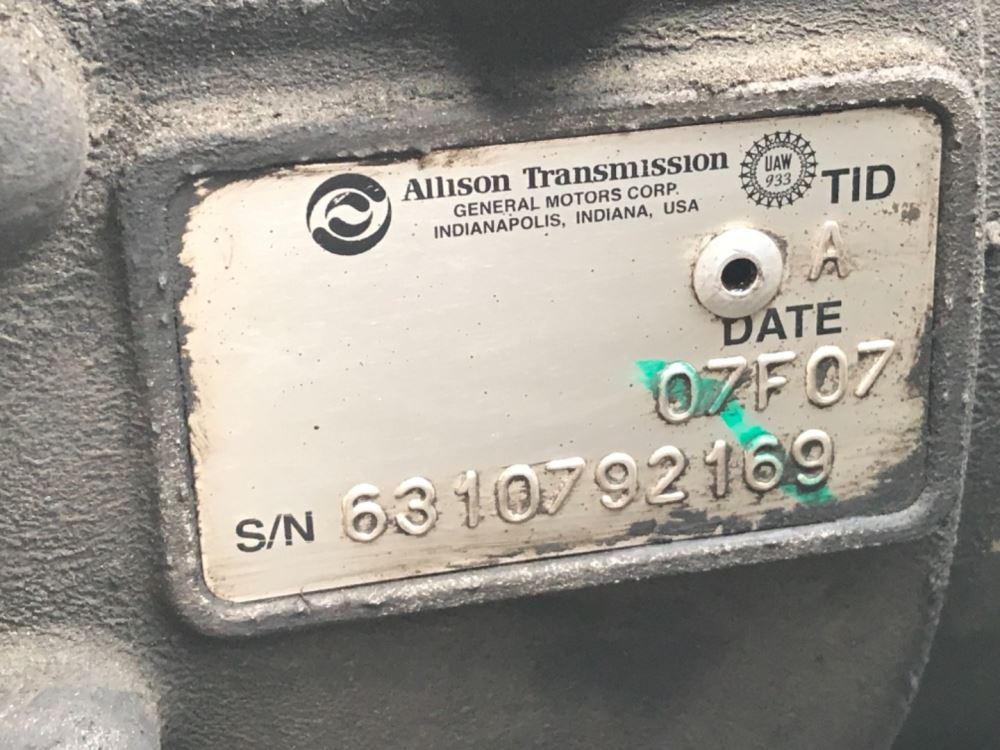 Allison Transmission
GENERAL MOTORS CORP.
INDIANAPOLIS, INDIANA, USA
UAW
933
TID
A
DATE
07F07
S/N 6310792169